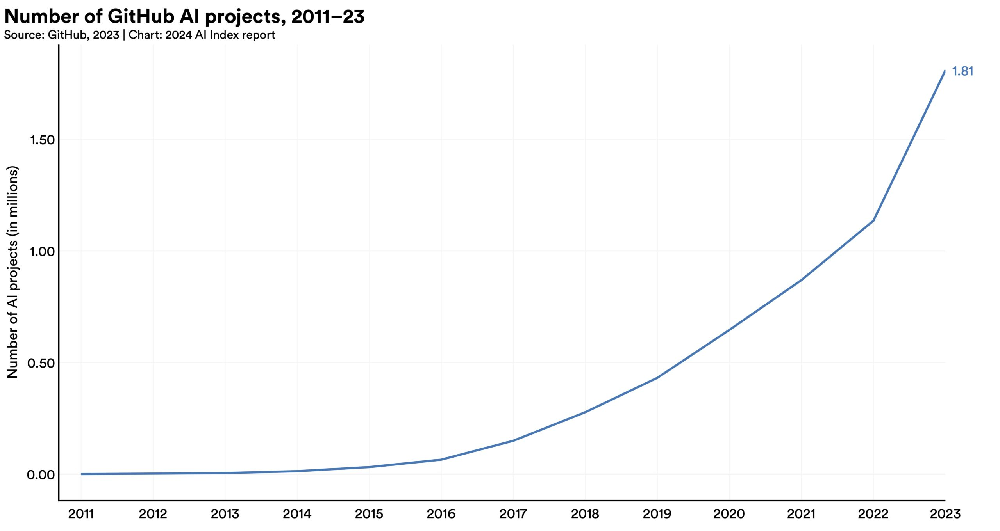 Number of GitHub AI projects, 2011–23
Source: GitHub, 2023 | Chart: 2024 AI Index report
Number of AI projects (in millions)
1.81
1.50
1.00
0.50
0.00
2011 2012 2013 2014 2015 2016 2017 2018 2019 2020 2021 2022 2023